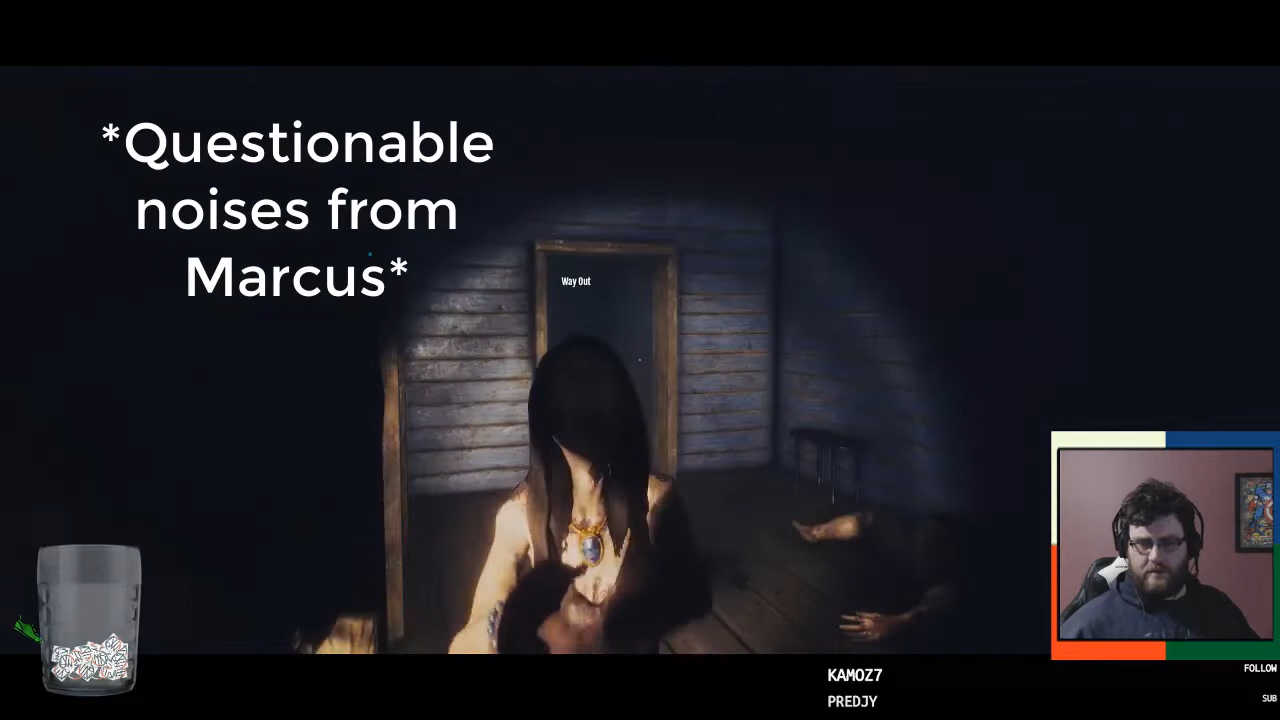 *Questionable
noises from
Marcus*
Way Out
KAMOZ7
PREDJY
FOLLOW
SUB